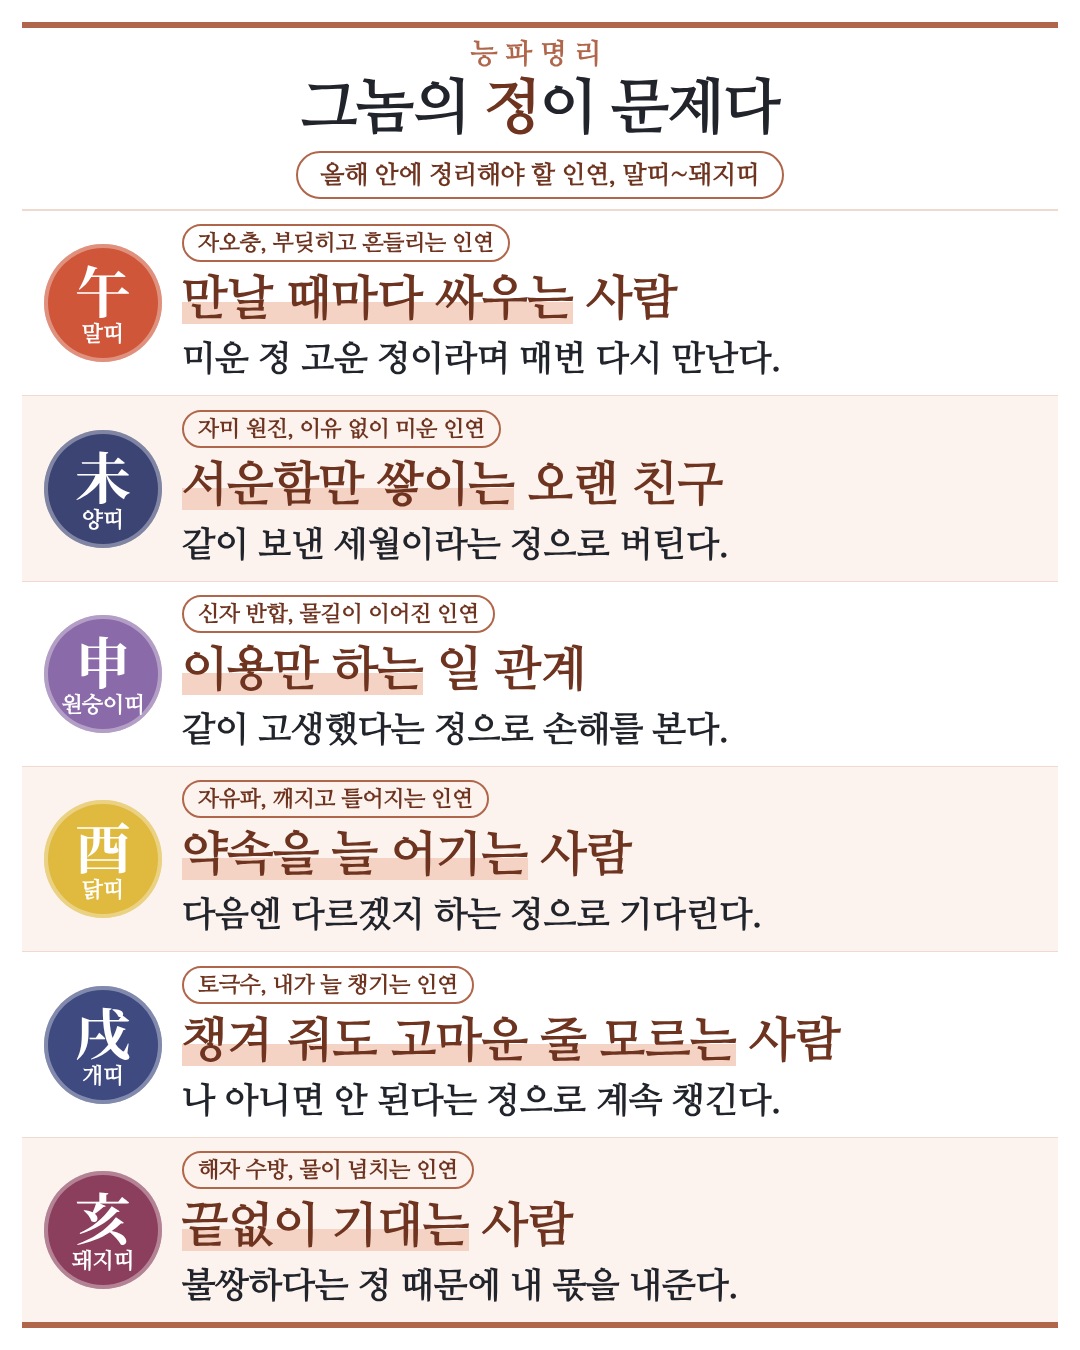 능파명리
그놈의 정이 문제다
올해 안에 정리해야 할 인연, 말띠~돼지띠
자오충, 부딪히고 흔들리는 인연
午
말띠
만날 때마다 싸우는 사람
미운 정 고운 정이라며 매번 다시 만난다.
자미 원진, 이유 없이 미운 인연
未
양띠
서운함만 쌓이는 오랜 친구
같이 보낸 세월이라는 정으로 버틴다.
신자 반합, 물길이 이어진 인연
申
원숭이띠
이용만 하는 일 관계
같이 고생했다는 정으로 손해를 본다.
자유파, 깨지고 틀어지는 인연
酉
닭띠
약속을 늘 어기는 사람
다음엔 다르겠지 하는 정으로 기다린다.
토극수, 내가 늘 챙기는 인연
戌
개띠
챙겨 줘도 고마운 줄 모르는 사람
나 아니면 안 된다는 정으로 계속 챙긴다.
해자 수방, 물이 넘치는 인연
亥
돼지띠
끝없이 기대는 사람
불쌍하다는 정 때문에 내 몫을 내준다.